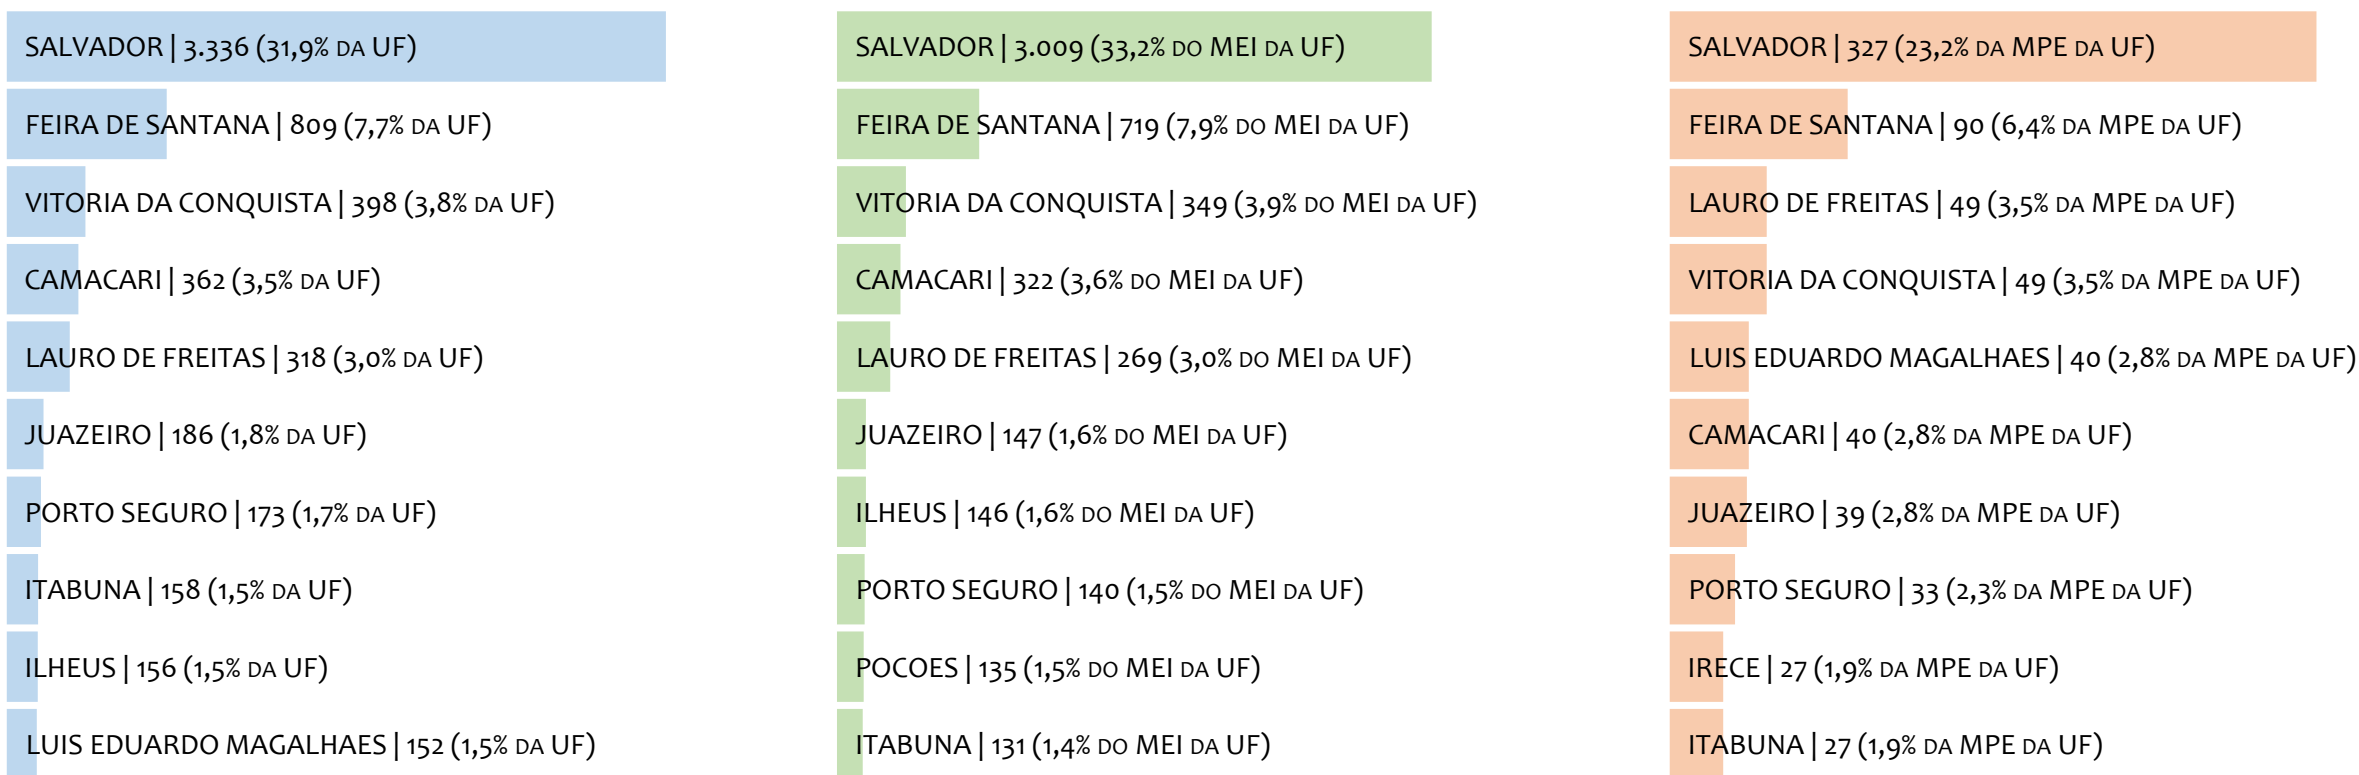 SALVADOR | 3.336 (31,9% DA UF)
FEIRA DE SANTANA | 809 (7,7% DA UF)
VITORIA DA CONQUISTA | 398 (3,8% DA UF)
CAMACARI | 362 (3,5% DA UF)
LAURO DE FREITAS | 318 (3,0% DA UF)
JUAZEIRO | 186 (1,8% DA UF)
PORTO SEGURO | 173 (1,7% DA UF)
ITABUNA | 158 (1,5% DA UF)
ILHEUS | 156 (1,5% DA UF)
LUIS EDUARDO MAGALHAES | 152 (1,5% DA UF)
SALVADOR | 3.009 (33,2% DO MEI DA UF)
FEIRA DE SANTANA | 719 (7,9% DO MEI DA UF)
VITORIA DA CONQUISTA | 349 (3,9% DO MEI DA UF)
CAMACARI | 322 (3,6% DO MEI DA UF)
LAURO DE FREITAS | 269 (3,0% DO MEI DA UF)
JUAZEIRO | 147 (1,6% DO MEI DA UF)
ILHEUS | 146 (1,6% DO MEI DA UF)
PORTO SEGURO | 140 (1,5% DO MEI DA UF)
POCOES | 135 (1,5% DO MEI DA UF)
ITABUNA | 131 (1,4% DO MEI DA UF)
SALVADOR | 327 (23,2% DA MPE DA UF)
FEIRA DE SANTANA | 90 (6,4% DA MPE DA UF)
LAURO DE FREITAS | 49 (3,5% DA MPE DA UF)
VITORIA DA CONQUISTA | 49 (3,5% DA MPE DA UF)
LUIS EDUARDO MAGALHAES | 40 (2,8% DA MPE DA UF)
CAMACARI | 40 (2,8% DA MPE DA UF)
JUAZEIRO | 39 (2,8% DA MPE DA UF)
PORTO SEGURO | 33 (2,3% DA MPE DA UF)
IRECE | 27 (1,9% DA MPE DA UF)
ITABUNA | 27 (1,9% DA MPE DA UF)